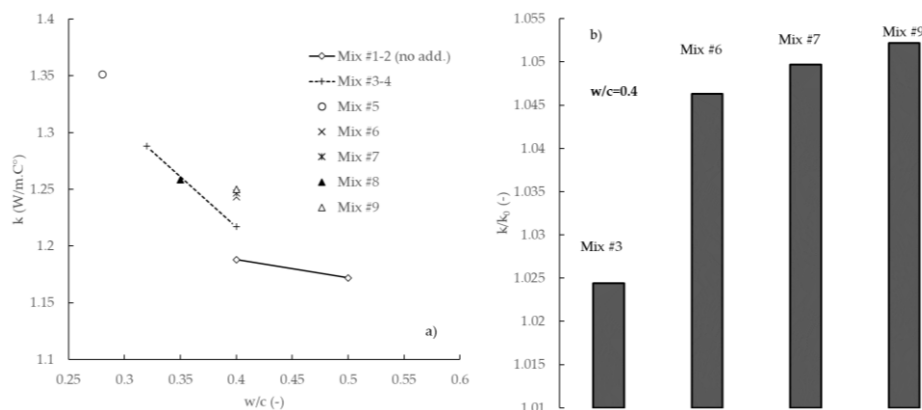 1.4
1.35
1.3
1.25
1.2
1.15
1.1
k (W/m.C°)
0.25 0.3 0.35 0.4 0.45 0.5 0.55 0.6
w/c (-)
Mix #1-2 (no add.)
Mix #3-4
Mix #5
Mix #6
Mix #7
Mix #8
Mix #9
a)
1.055
1.05
1.045
1.04
1.035
1.03
1.025
1.02
1.015
1.01
k/k₀ (-)
b)
w/c=0.4
Mix #3
Mix #6
Mix #7
Mix #9